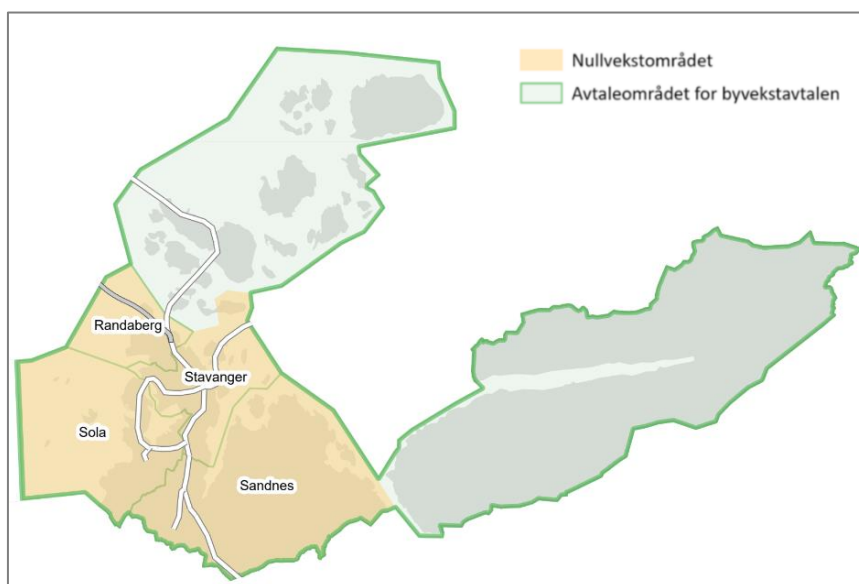 Nullvekstområdet
Avtaleområdet for byvekstavtalen
Randaberg
Stavanger
Sola
Sandnes